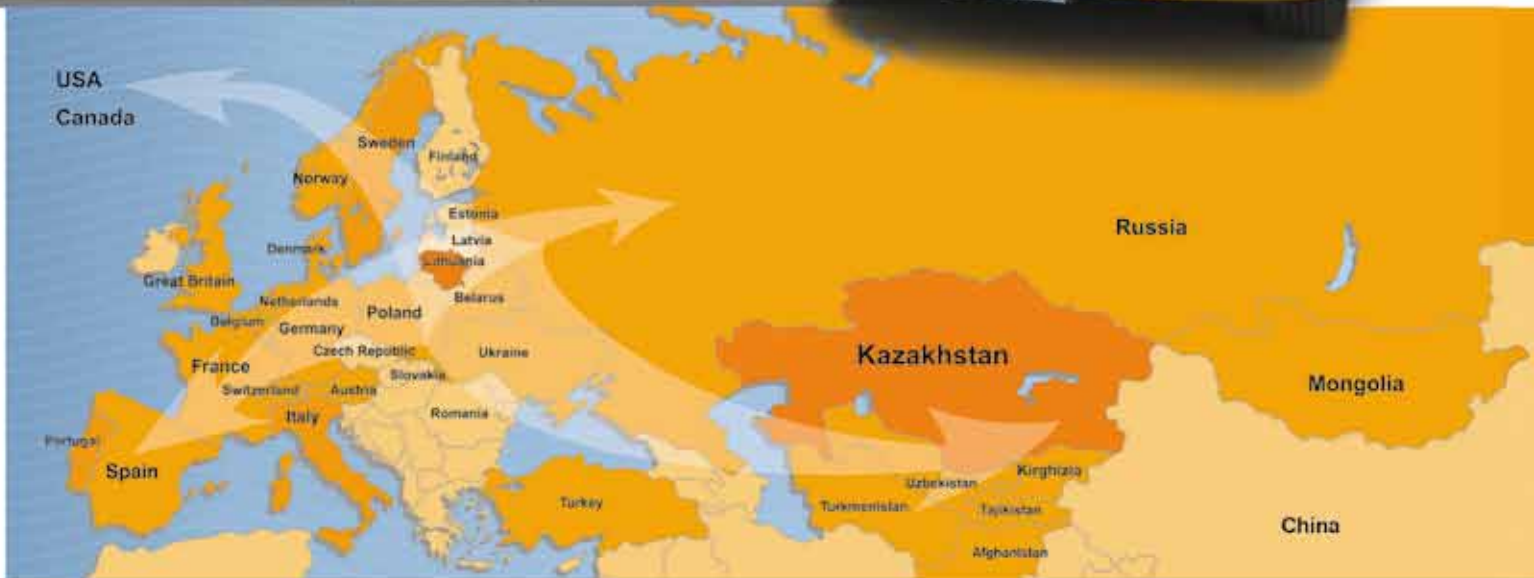 USA
Canada
Sweden
Finland
Norway
Estonia
Russia
Latvia
Denmark
Lithuania
Great Britain
Belarus
Netherlands
Poland
Belgium
Germany
Czech Republic
Ukraine
Kazakhstan
France
Slovakia
Switzerland
Austria
Mongolia
Romania
Italy
Portugal
Spain
Kirghizia
Uzbekistan
Turkey
Turkmenistan
Tajikistan
China
Afghanistan